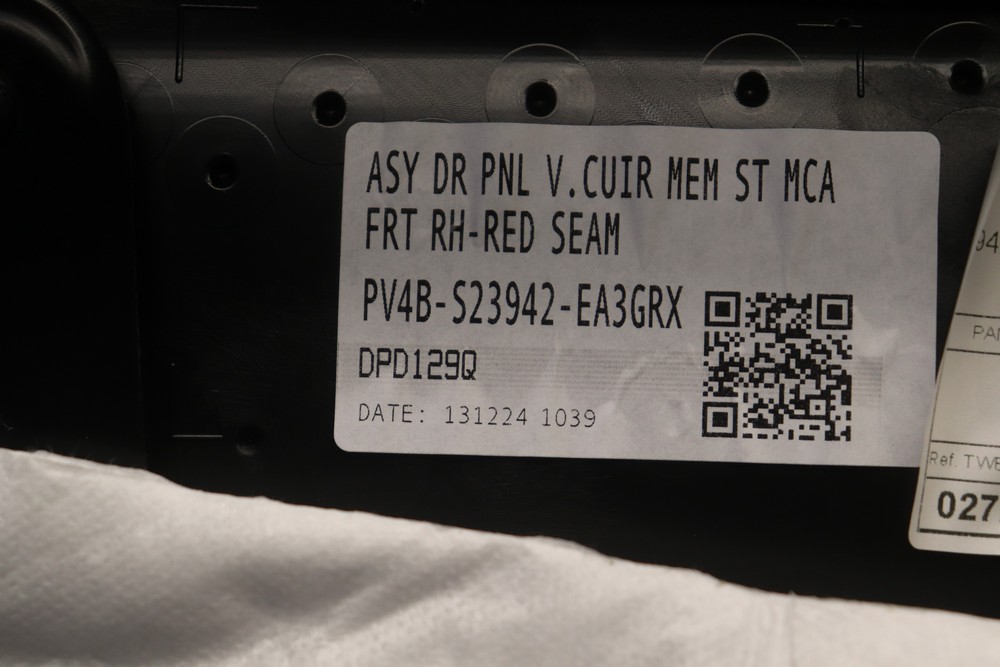 ASY DR PNL V.CUIR MEM ST MCA
FRT RH-RED SEAM
PV4B-S23942-EA3GRX
DPD129Q
DATE: 131224 1039
Ref.
027